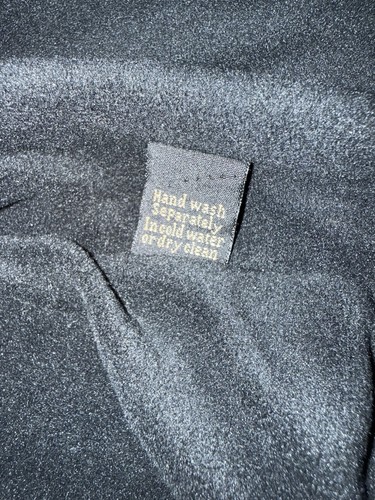 Hand wash
Separately
In cold water
or dry clean